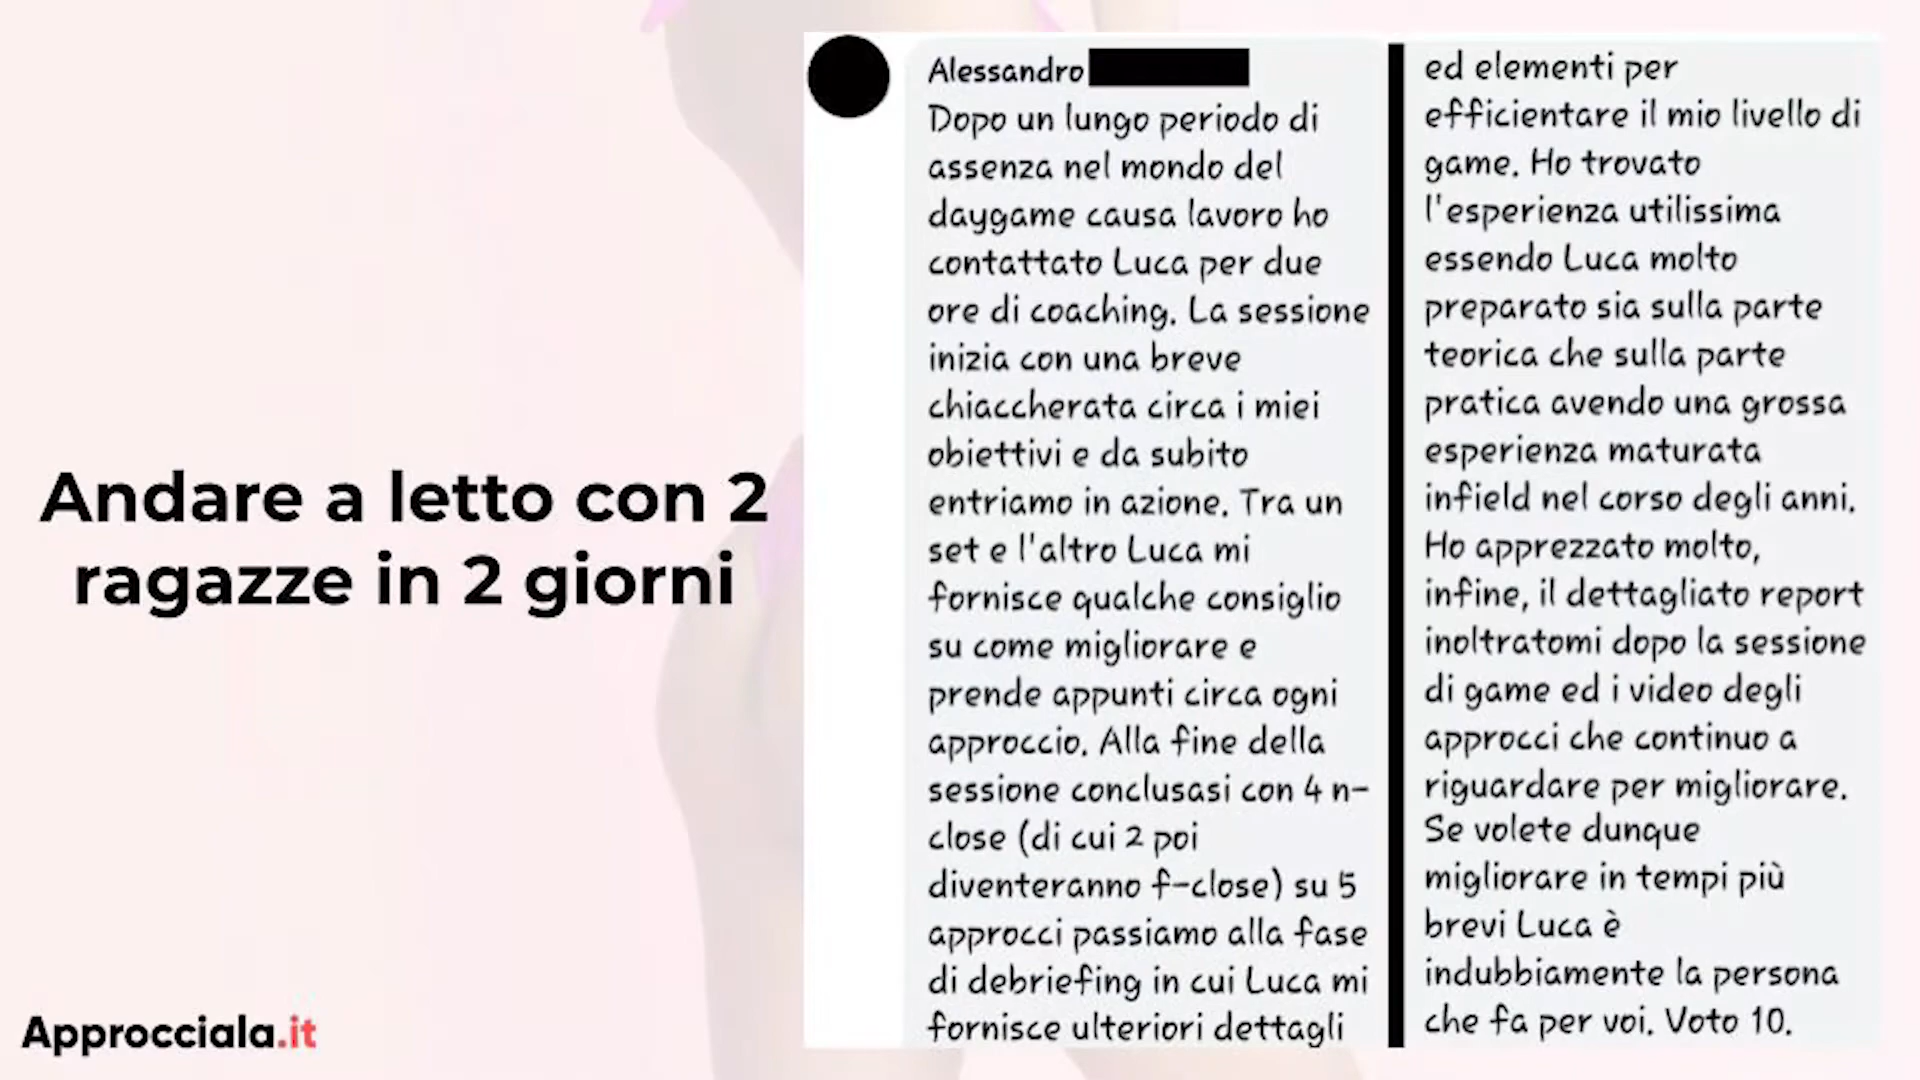 Andare a letto con 2
ragazze in 2 giorni
Approcciala.it
Alessandro
Dopo un lungo periodo di
assenza nel mondo del
daygame causa lavoro ho
contattato Luca per due
ore di coaching. La sessione
inizia con una breve
chiaccherata circa i miei
obiettivi e da subito
entriamo in azione. Tra un
set e l'altro Luca mi
fornisce qualche consiglio
su come migliorare e
prende appunti circa ogni
approccio. Alla fine della
sessione conclusasi con 4 n-
close (di cui 2 poi
diventeranno f-close) su 5
approcci passiamo alla fase
di debriefing in cui Luca mi
fornisce ulteriori dettagli
ed elementi per
efficientare il mio livello di
game. Ho trovato
l'esperienza utilissima
essendo Luca molto
preparato sia sulla parte
teorica che sulla parte
pratica avendo una grossa
esperienza maturata
infield nel corso degli anni.
Ho apprezzato molto,
infine, il dettagliato report
inoltratomi dopo la sessione
di game ed i video degli
approcci che continuo a
riguardare per migliorare.
Se volete dunque
migliorare in tempi più
brevi Luca è
indubbiamente la persona
che fa per voi. Voto 10.